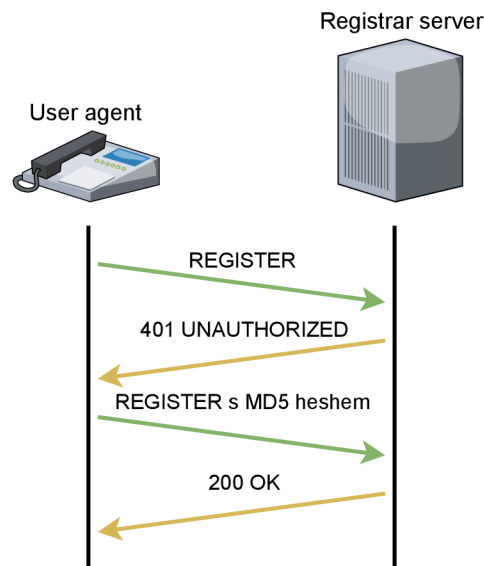 Registrar server
User agent
REGISTER
401 UNAUTHORIZED
REGISTER s MD5 heshem
200 OK